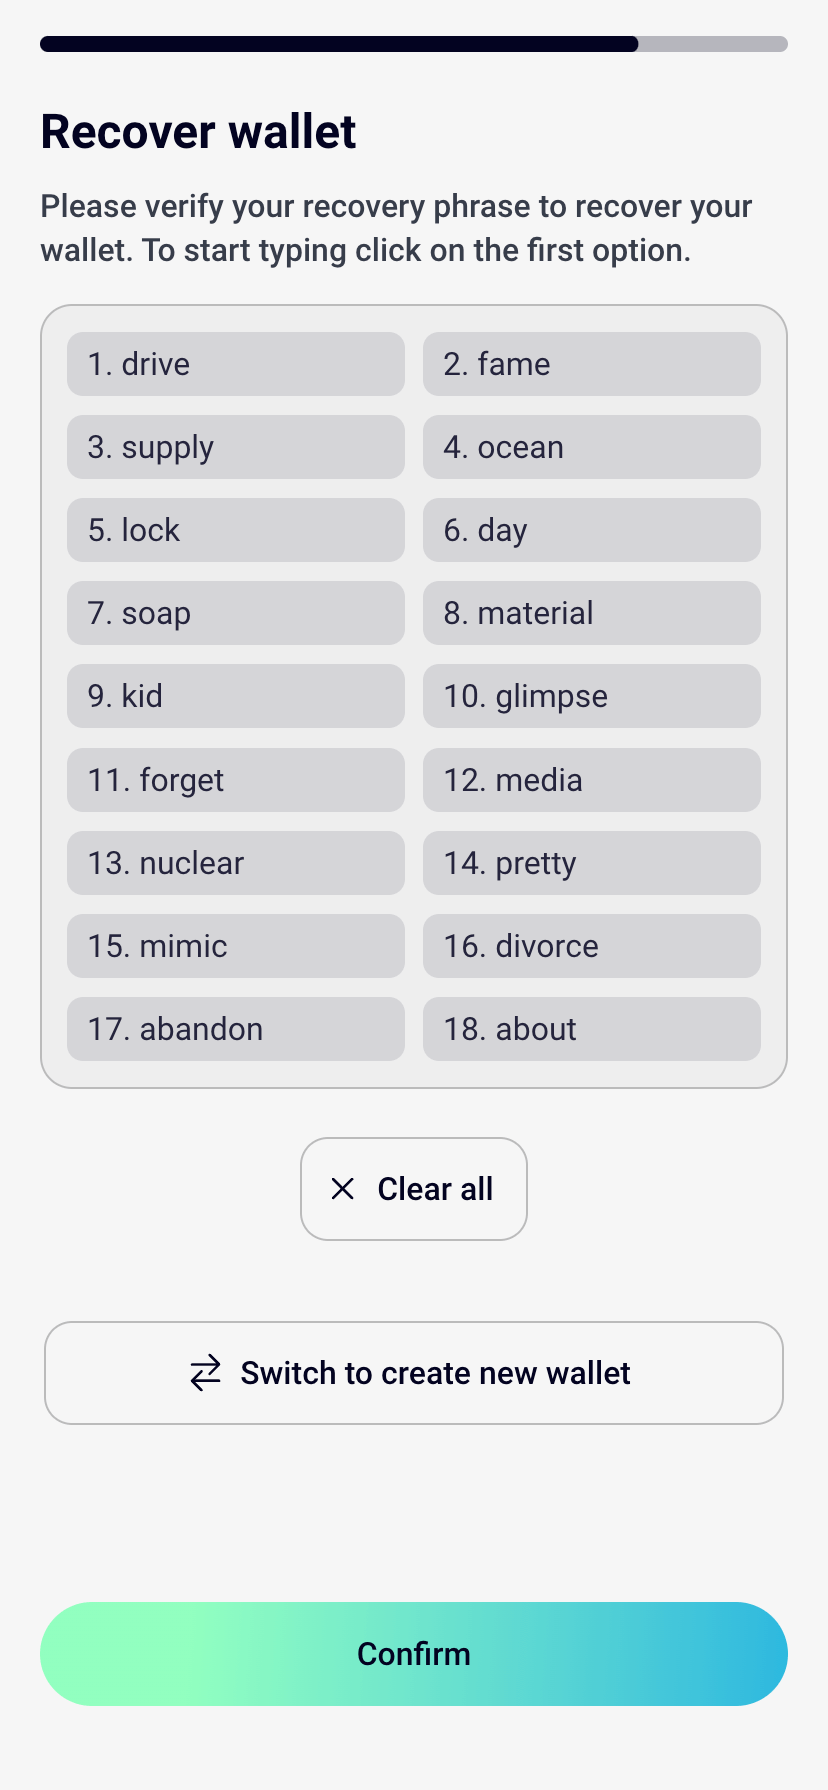 Recover wallet
Please verify your recovery phrase to recover your
wallet. To start typing click on the first option.
1. drive
2. fame
3. supply
4. ocean
5. lock
6. day
7. soap
8. material
9. kid
10. glimpse
11. forget
12. media
13. nuclear
14. pretty
15. mimic
16. divorce
17. abandon
18. about
Clear all
Switch to create new wallet
Confirm